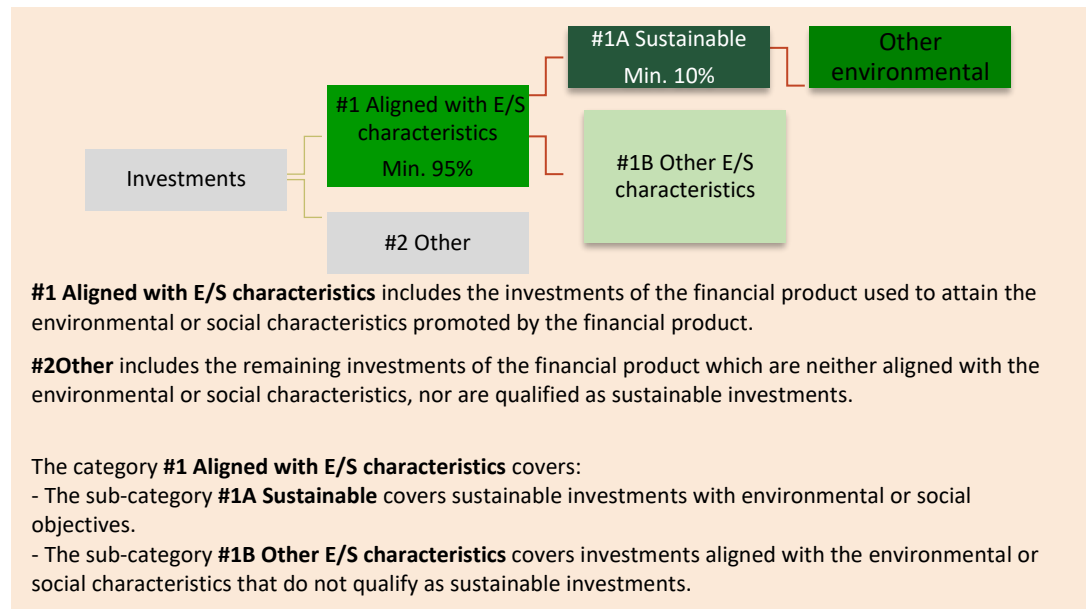 #1A Sustainable
Min. 10%
Other
environmental
#1 Aligned with E/S
characteristics
Min. 95%
#1B Other E/S
characteristics
Investments
#2 Other
#1 Aligned with E/S characteristics includes the investments of the financial product used to attain the
environmental or social characteristics promoted by the financial product.
#2Other includes the remaining investments of the financial product which are neither aligned with the
environmental or social characteristics, nor are qualified as sustainable investments.
The category #1 Aligned with E/S characteristics covers:
- The sub-category #1A Sustainable covers sustainable investments with environmental or social
objectives.
- The sub-category #1B Other E/S characteristics covers investments aligned with the environmental or
social characteristics that do not qualify as sustainable investments.